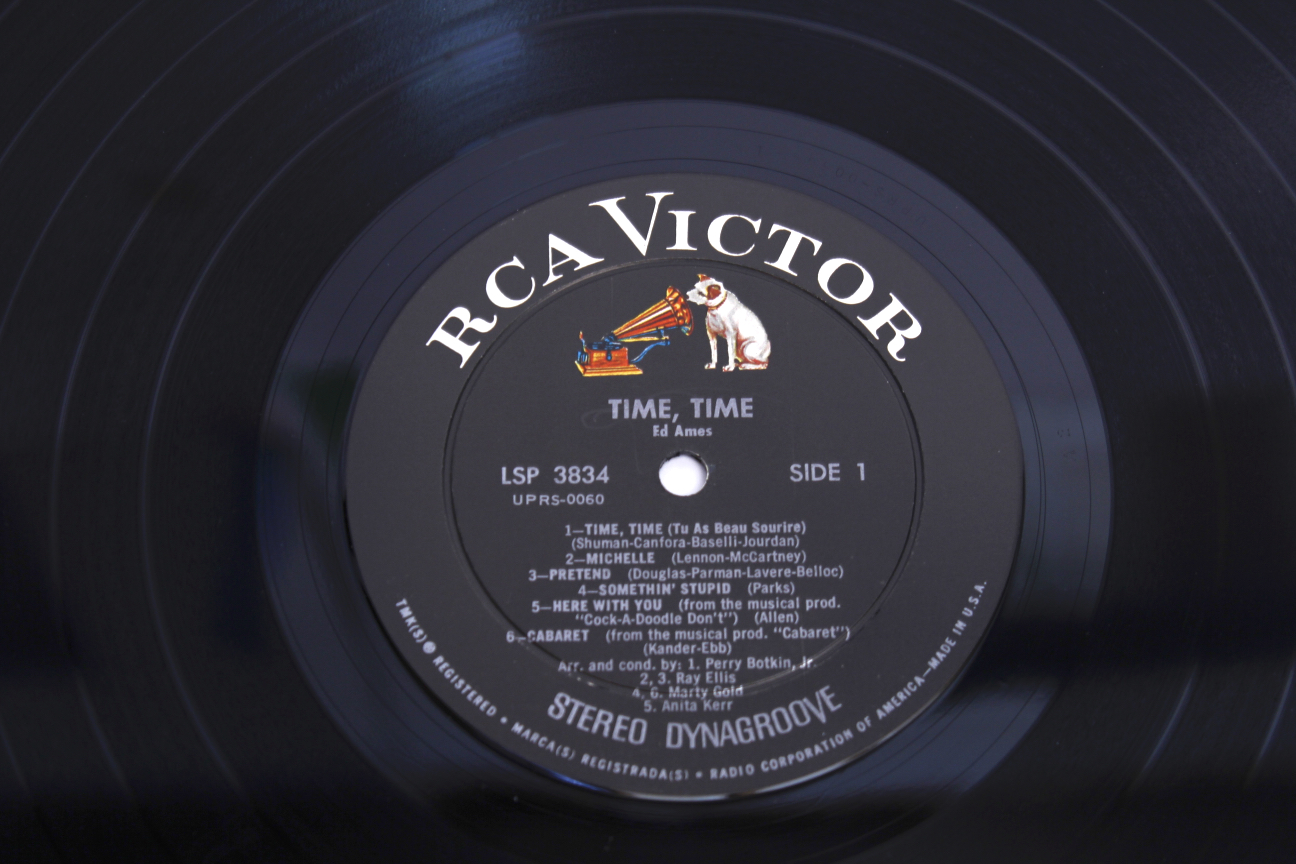 RCA VICTOR
TIME, TIME
Ed Ames
LSP 3834
SIDE 1
UPRS-0060
1—TIME, TIME (Tu As Beau Sourire)
(Shuman-Canfora-Baselli-Jourdan)
2—MICHELLE (Lennon-McCartney)
3—PRETEND (Douglas-Parman-Lavere-Belloc)
4—SOMETHIN' STUPID (Parks)
5—HERE WITH YOU (from the musical prod.
"Cock-A-Doodle Don't") (Allen)
6—CABARET (from the musical prod. "Cabaret")
(Kander-Ebb)
Arr. and cond. by: 1. Perry Botkin, Jr.
2, 3. Ray Ellis
4, 6. Marty Gold
5. Anita Kerr
STEREO DYNAGROOVE
TMK(S) ® REGISTERED • MARCA(S) REGISTRADA(S) • RADIO CORPORATION OF AMERICA—MADE IN U.S.A.